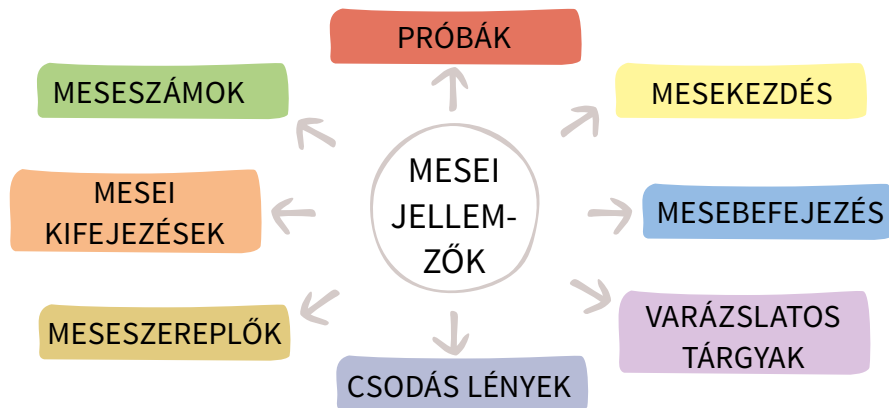 PRÓBÁK
MESESZÁMOK
MESEKEZDÉS
MESEI
KIFEJEZÉSEK
MESEI
JELLEM-
ZŐK
MESEBEFEJEZÉS
MESESZEREPLŐK
VARÁZSLATOS
TÁRGYAK
CSODÁS LÉNYEK